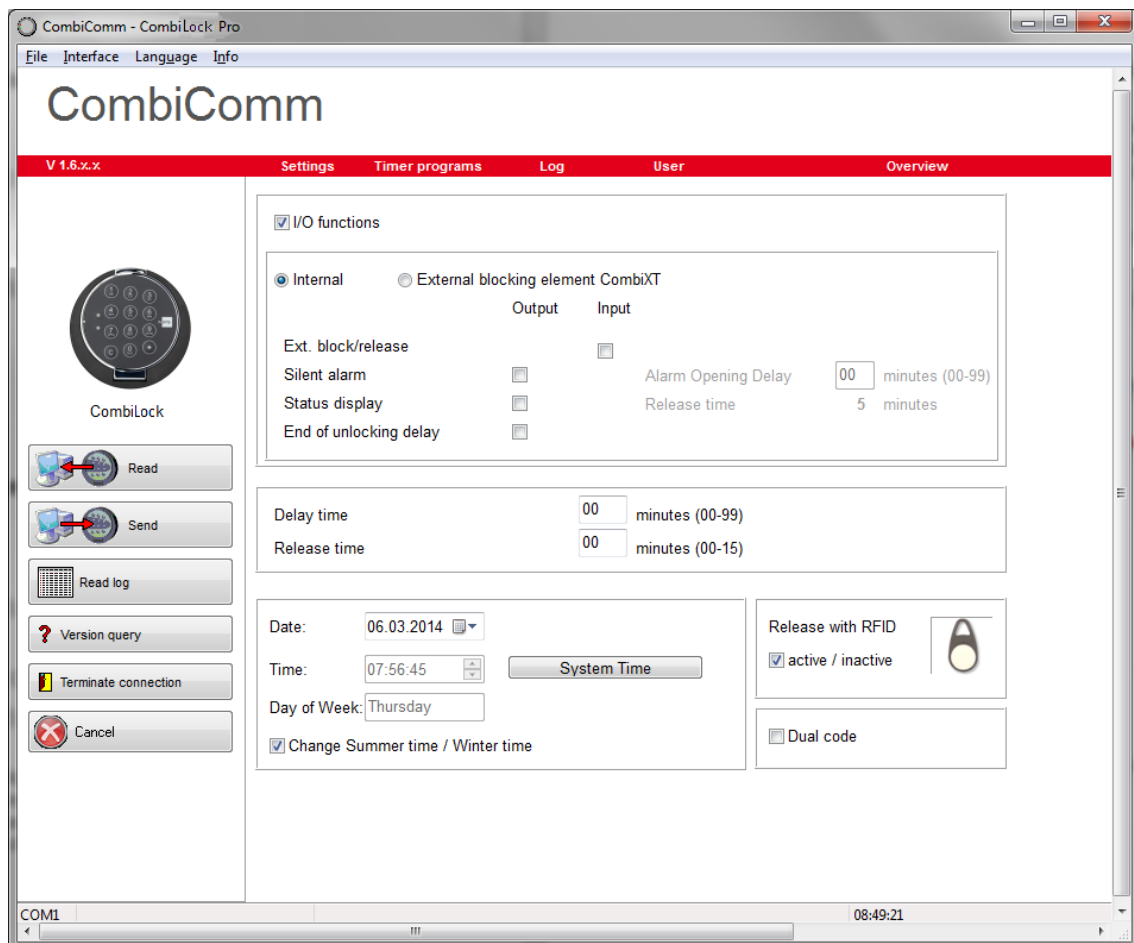 CombiComm - CombiLock Pro
File Interface Language Info
CombiComm
V 1.6.x.x Settings Timer programs Log User Overview
I/O functions
Internal External blocking element CombiXT
Output Input
Ext. block/release
Silent alarm Alarm Opening Delay 00 minutes (00-99)
Status display Release time 5 minutes
End of unlocking delay
CombiLock
Read
Send
Read log
Version query
Terminate connection
Cancel
Delay time 00 minutes (00-99)
Release time 00 minutes (00-15)
Date: 06.03.2014
Time: 07:56:45 System Time
Day of Week: Thursday
Change Summer time / Winter time
Release with RFID
active / inactive
Dual code
COM1 08:49:21